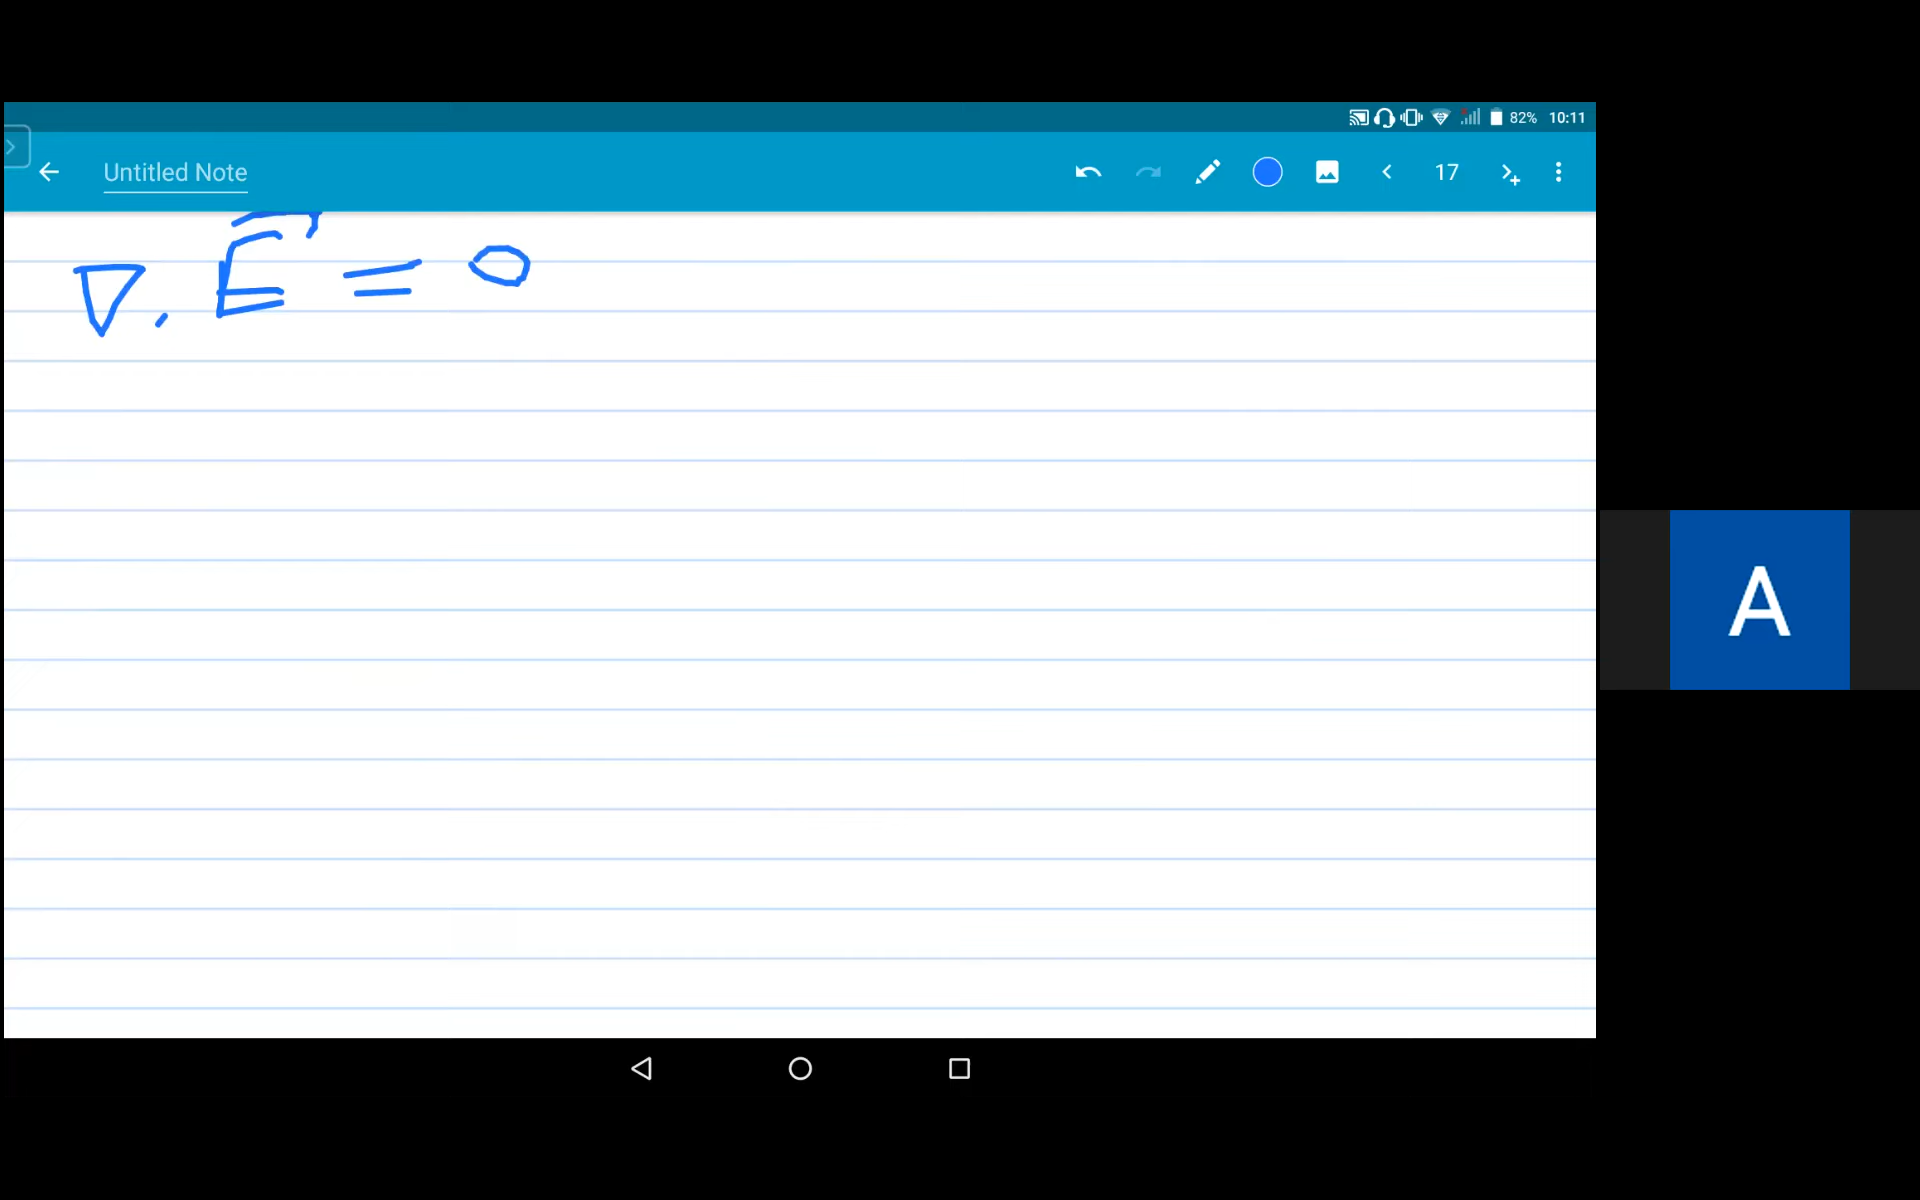 82% 10:11
Untitled Note 17
∇. E⃗ = 0
A